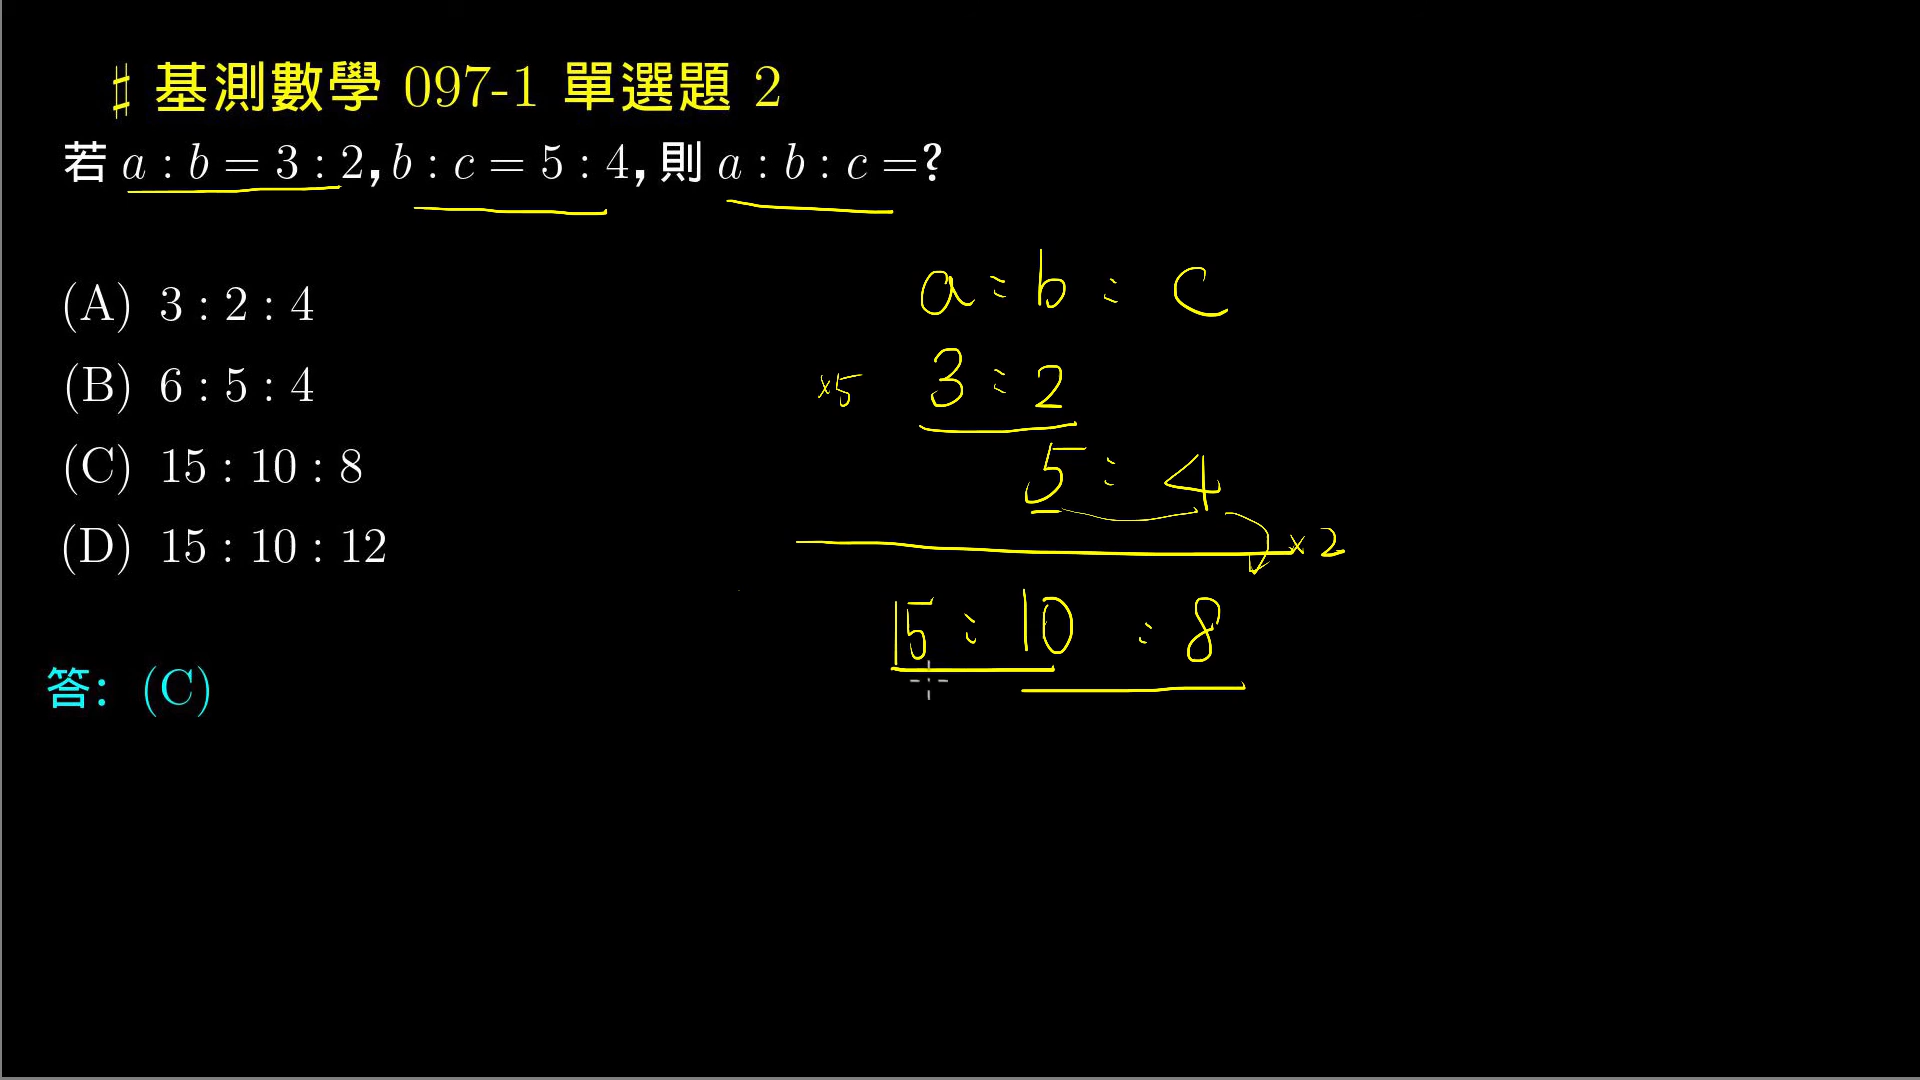 ♯ 基測數學 097-1 單選題 2
若 a : b = 3 : 2, b : c = 5 : 4, 則 a : b : c =?
(A) 3 : 2 : 4
(B) 6 : 5 : 4
(C) 15 : 10 : 8
(D) 15 : 10 : 12
答: (C)
a : b : c
×5 3 : 2
5 : 4
×2
15 : 10 : 8